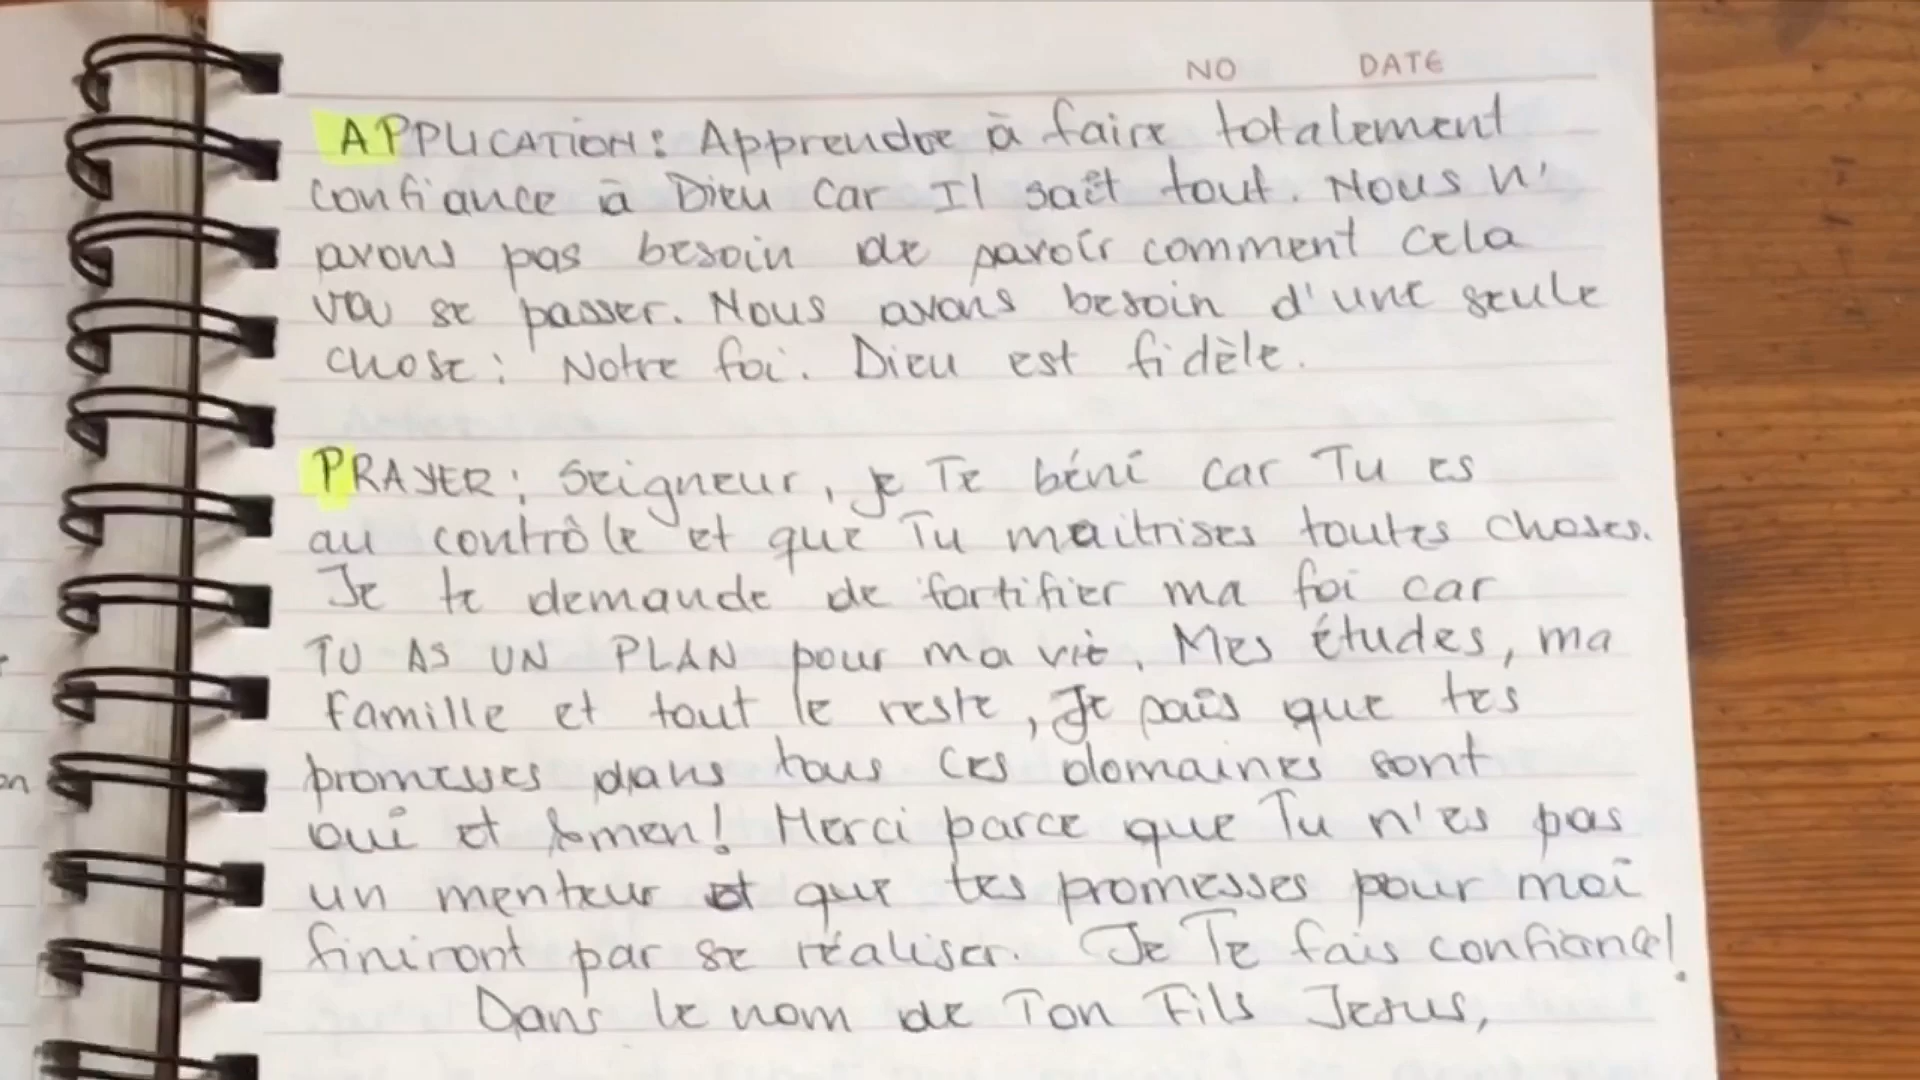 NO DATE
APPLICATION: Apprendre à faire totalement
confiance à Dieu car Il sait tout. Nous n'
avons pas besoin de savoir comment cela
va se passer. Nous avons besoin d'une seule
chose: Notre foi. Dieu est fidèle.
PRAYER: Seigneur, je Te béni car Tu es
au contrôle et que Tu maitrises toutes choses.
Je te demande de fortifier ma foi car
TU AS UN PLAN pour ma vie. Mes études, ma
famille et tout le reste, Je sais que tes
promesses dans tous ces domaines sont
oui et Amen! Merci parce que Tu n'es pas
un menteur et que tes promesses pour moi
finiront par se réaliser. Je Te fais confiance!
Dans le nom de Ton Fils Jesus,